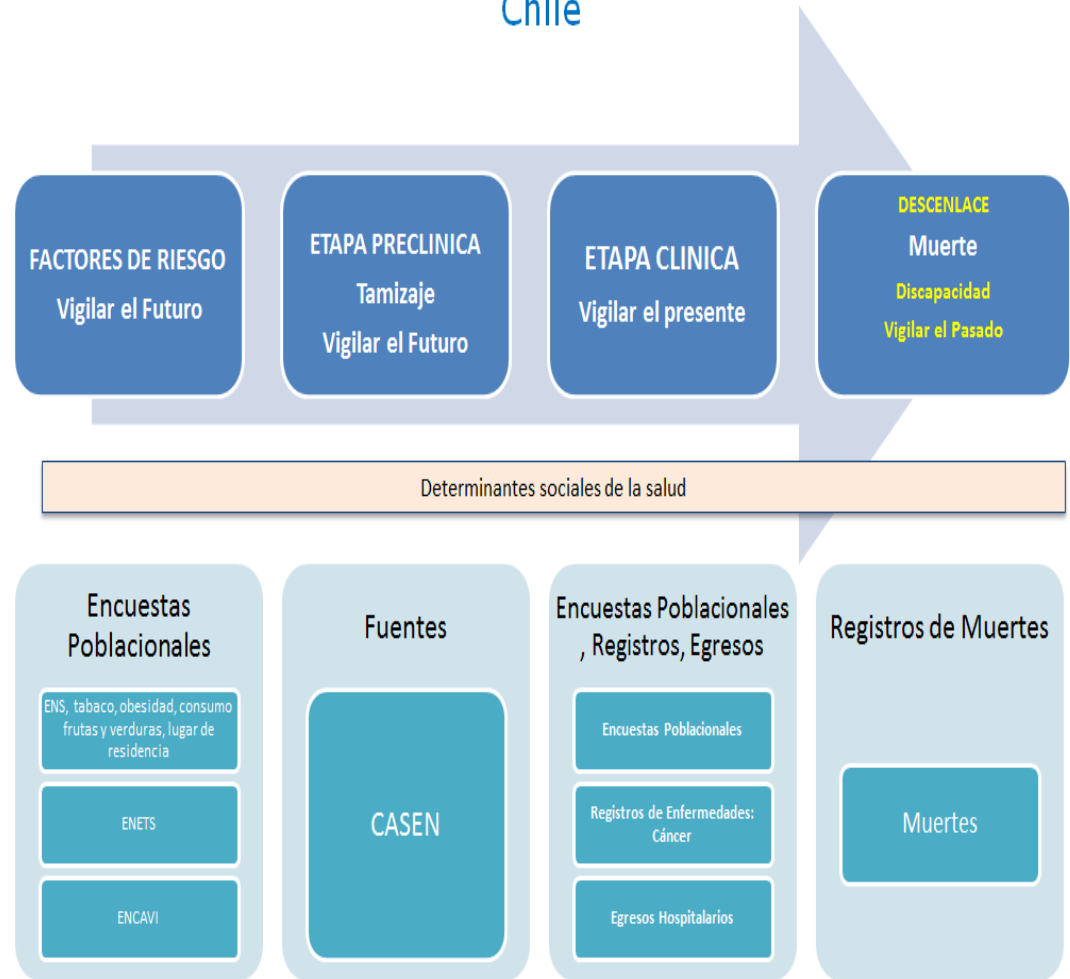 Chile
FACTORES DE RIESGO
Vigilar el Futuro
ETAPA PRECLINICA
Tamizaje
Vigilar el Futuro
ETAPA CLINICA
Vigilar el presente
DESCENLACE
Muerte
Discapacidad
Vigilar el Pasado
Determinantes sociales de la salud
Encuestas
Poblacionales
ENS, tabaco, obesidad, consumo
frutas y verduras, lugar de
residencia
ENETS
ENCAVI
Fuentes
CASEN
Encuestas Poblacionales
, Registros, Egresos
Encuestas Poblacionales
Registros de Enfermedades:
Cáncer
Egresos Hospitalarios
Registros de Muertes
Muertes